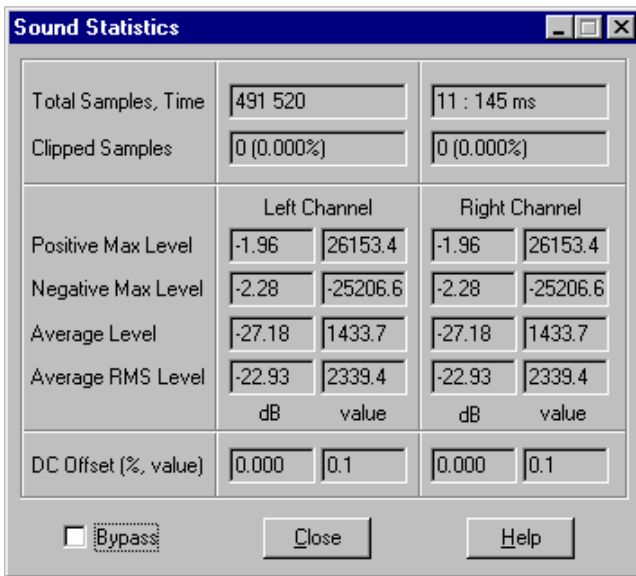 Sound Statistics
Total Samples, Time 491 520 11 : 145 ms
Clipped Samples 0 (0.000%) 0 (0.000%)
Left Channel Right Channel
Positive Max Level -1.96 26153.4 -1.96 26153.4
Negative Max Level -2.28 -25206.6 -2.28 -25206.6
Average Level -27.18 1433.7 -27.18 1433.7
Average RMS Level -22.93 2339.4 -22.93 2339.4
dB value dB value
DC Offset (%, value) 0.000 0.1 0.000 0.1
Bypass Close Help